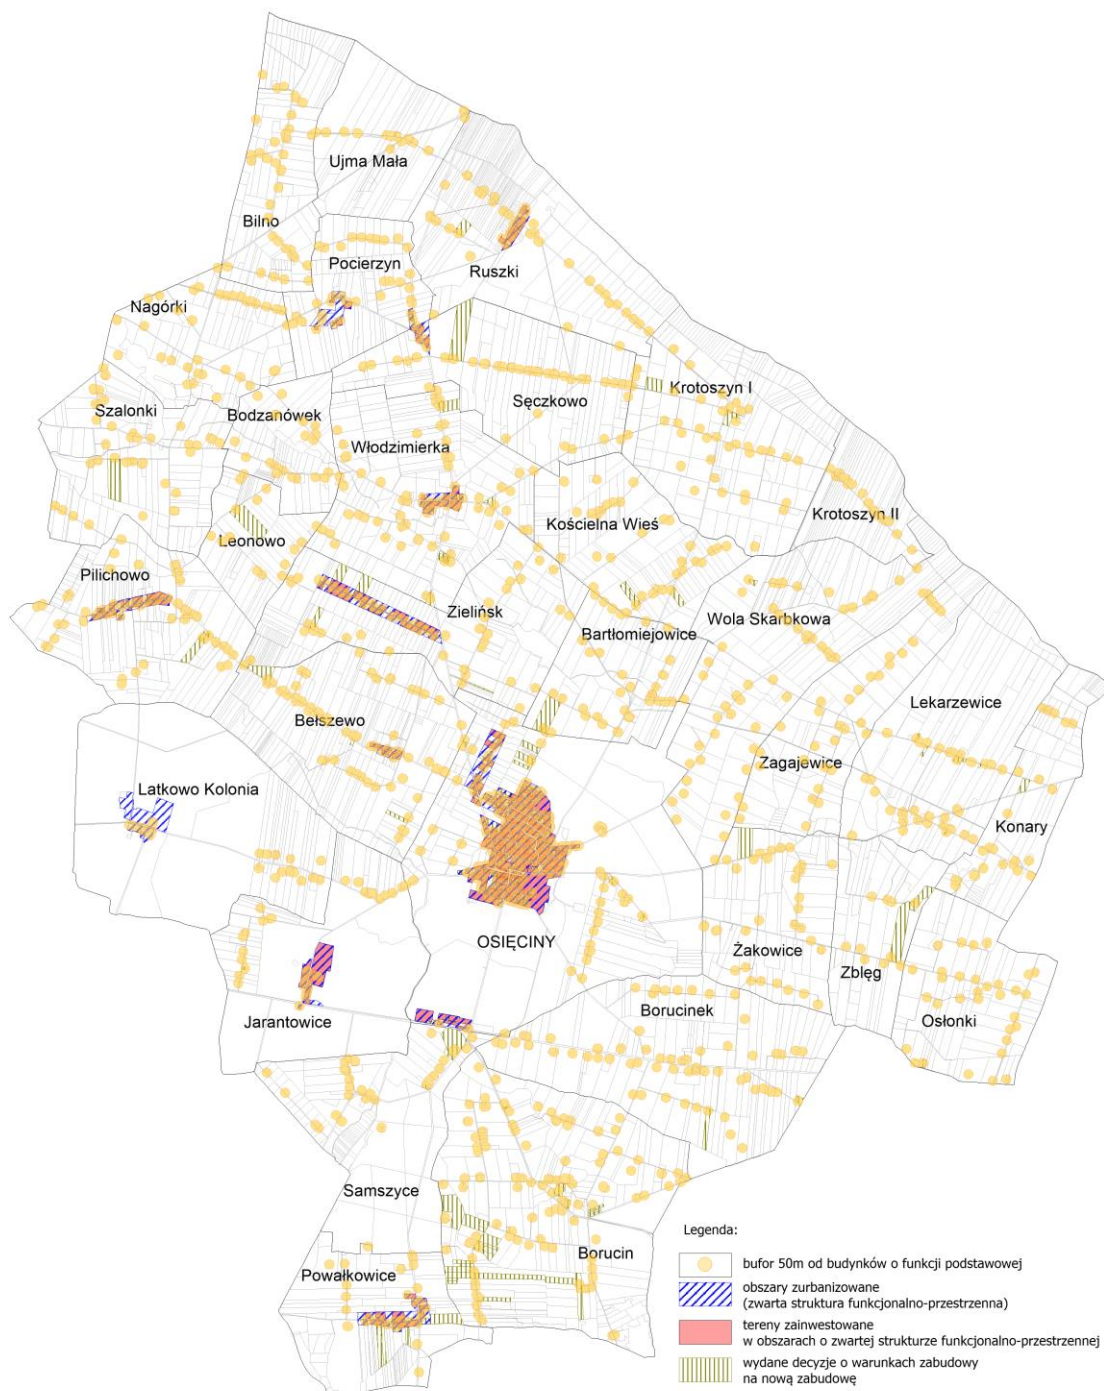 Ujma Mała
Bilno
Pocierzyn
Ruszki
Nagórki
Krotoszyn I
Szalonki
Bodzanówek
Sęczkowo
Włodzimierka
Krotoszyn II
Kościelna Wieś
Leonowo
Pilichowo
Zielińsk
Wola Skarbkowa
Bartłomiejowice
Lekarzewice
Bełszewo
Zagajewice
Latkowo Kolonia
Konary
OSIĘCINY
Żakowice
Zblęg
Borucinek
Osłonki
Jarantowice
Samszyce
Borucin
Powałkowice
Legenda:
bufor 50m od budynków o funkcji podstawowej
obszary zurbanizowane
(zwarta struktura funkcjonalno-przestrzenna)
tereny zainwestowane
w obszarach o zwartej strukturze funkcjonalno-przestrzennej
wydane decyzje o warunkach zabudowy
na nową zabudowę